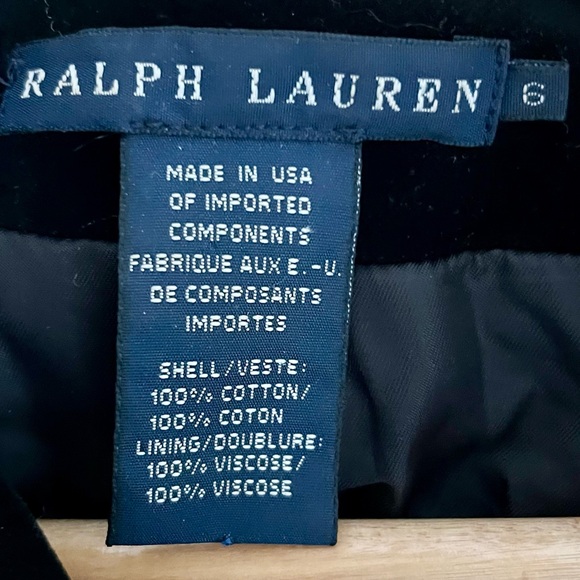 RALPH LAUREN 6
MADE IN USA
OF IMPORTED
COMPONENTS
FABRIQUE AUX E.-U.
DE COMPOSANTS
IMPORTES
SHELL/VESTE:
100% COTTON/
100% COTON
LINING/DOUBLURE:
100% VISCOSE/
100% VISCOSE